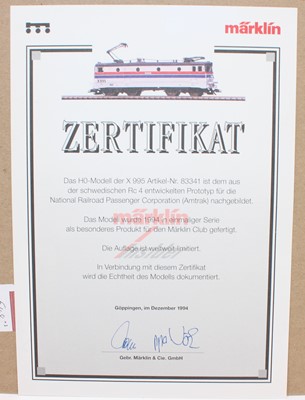 märklín
ZERTIFIKAT
Das H0-Modell der X 995 Artikel-Nr. 83341 ist dem aus
der schwedischen Rc 4 entwickelten Prototyp für die
National Railroad Passenger Corporation (Amtrak) nachgebildet.
Das Modell wurde 1994 in einmaliger Serie
als besonderes Produkt für den Märklin Club gefertigt.
Die Auflage ist weltweit limitiert.
In Verbindung mit diesem Zertifikat
wird die Echtheit des Modells dokumentiert.
Göppingen, im Dezember 1994
Gebr. Märklin & Cie. GmbH